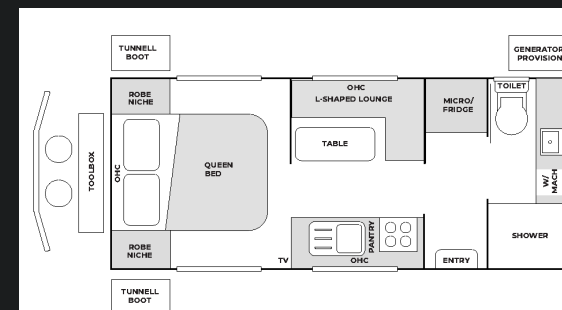 TUNNELL
BOOT
GENERATOR
PROVISION
ROBE
NICHE
OHC
L-SHAPED LOUNGE
MICRO/
FRIDGE
TOILET
TABLE
TOOLBOX
OHC
QUEEN
BED
W/
MACH
PANTRY
SHOWER
ROBE
NICHE
TV
OHC
ENTRY
TUNNELL
BOOT